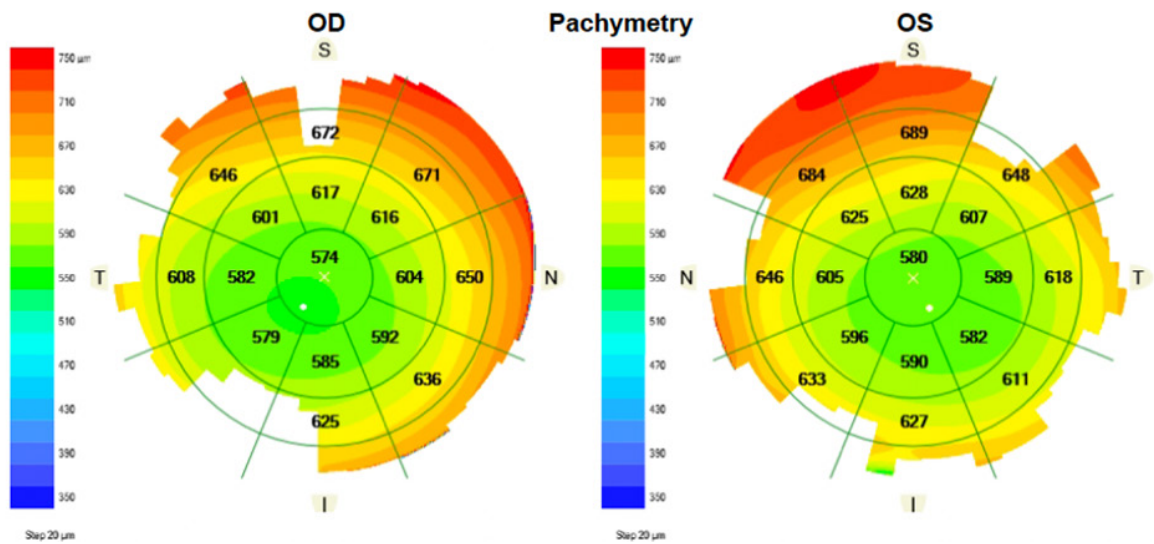 OD Pachymetry OS
S S
750 µm 750 µm
710 710
672 689
670 646 671 670 684 648
617 628
630 601 616 630 625 607
590 574 590 580
T 608 582 604 650 N N 646 605 589 618 T
550 550
510 579 592 510 596 582
585 590
470 636 470 633 611
625 627
430 430
390 390
350 350
I I
Step 20 µm Step 20 µm